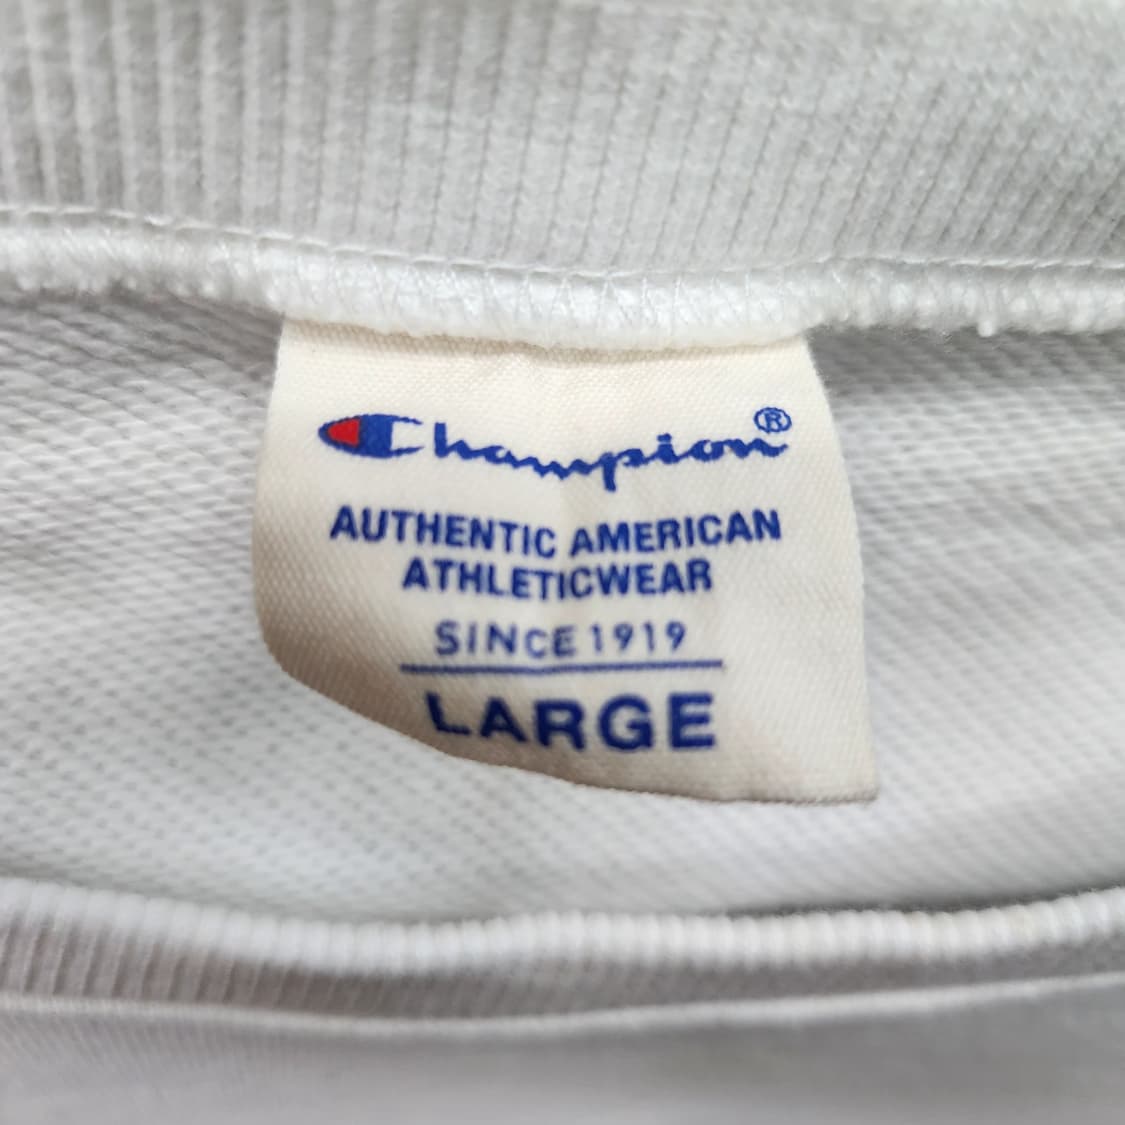 Champion®
AUTHENTIC AMERICAN
ATHLETICWEAR
SINCE 1919
LARGE